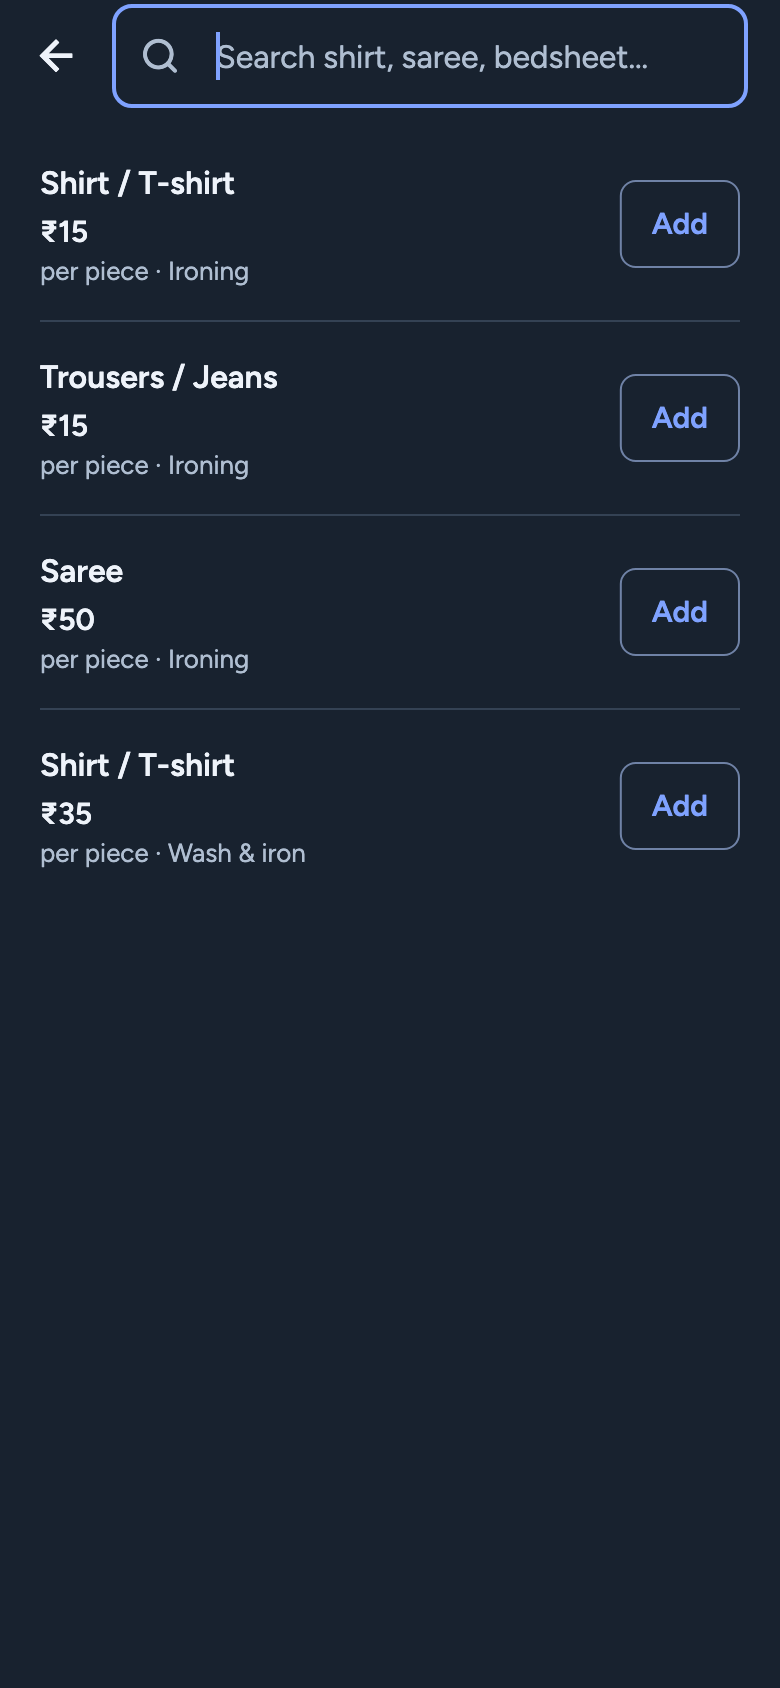 Search shirt, saree, bedsheet...
Shirt / T-shirt
₹15
per piece · Ironing
Add
Trousers / Jeans
₹15
per piece · Ironing
Add
Saree
₹50
per piece · Ironing
Add
Shirt / T-shirt
₹35
per piece · Wash & iron
Add